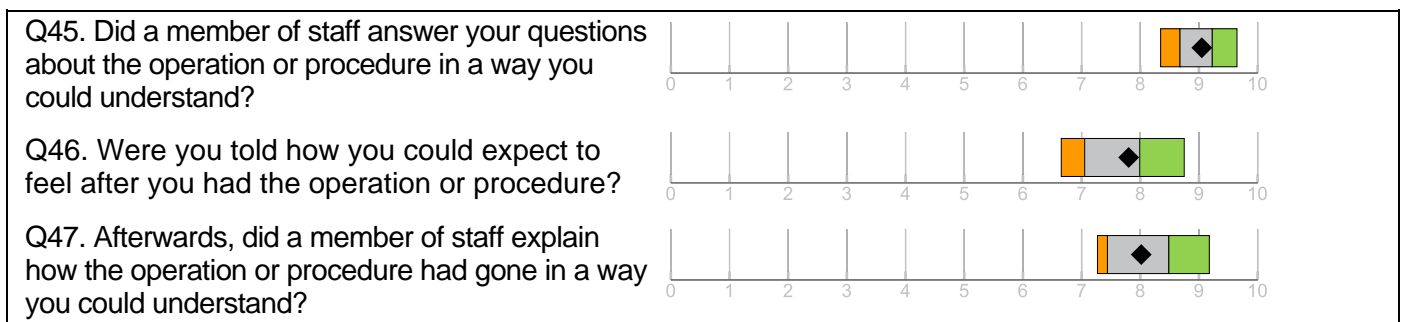 Q45. Did a member of staff answer your questions
about the operation or procedure in a way you
could understand?
0 1 2 3 4 5 6 7 8 9 10
Q46. Were you told how you could expect to
feel after you had the operation or procedure?
0 1 2 3 4 5 6 7 8 9 10
Q47. Afterwards, did a member of staff explain
how the operation or procedure had gone in a way
you could understand?
0 1 2 3 4 5 6 7 8 9 10